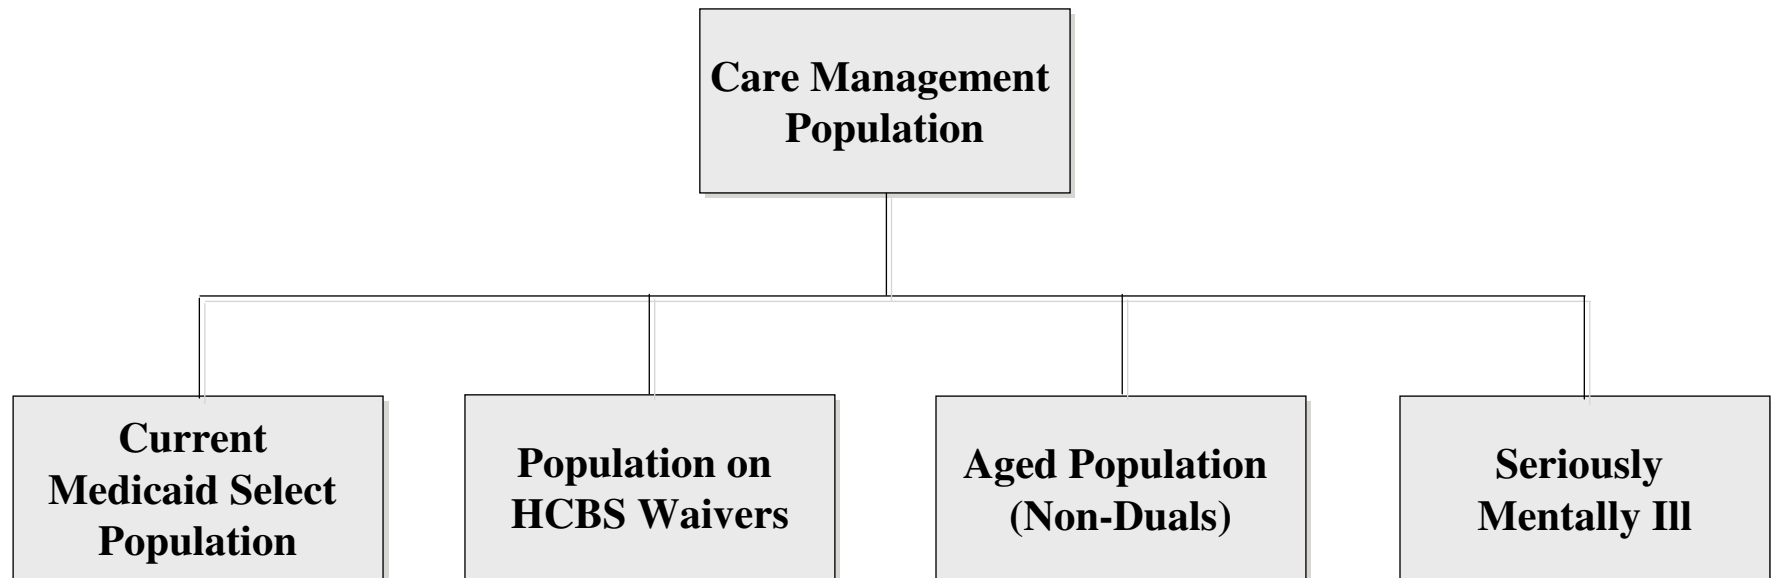 Care Management
Population
Current
Medicaid Select
Population
Population on
HCBS Waivers
Aged Population
(Non-Duals)
Seriously
Mentally Ill